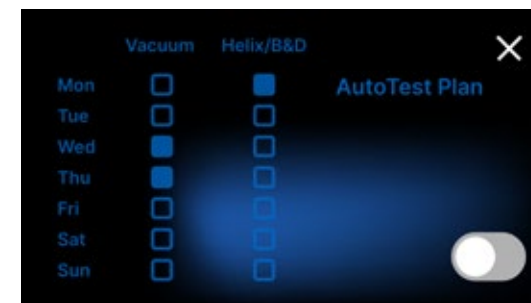 Vacuum Helix/B&D
Mon AutoTest Plan
Tue
Wed
Thu
Fri
Sat
Sun